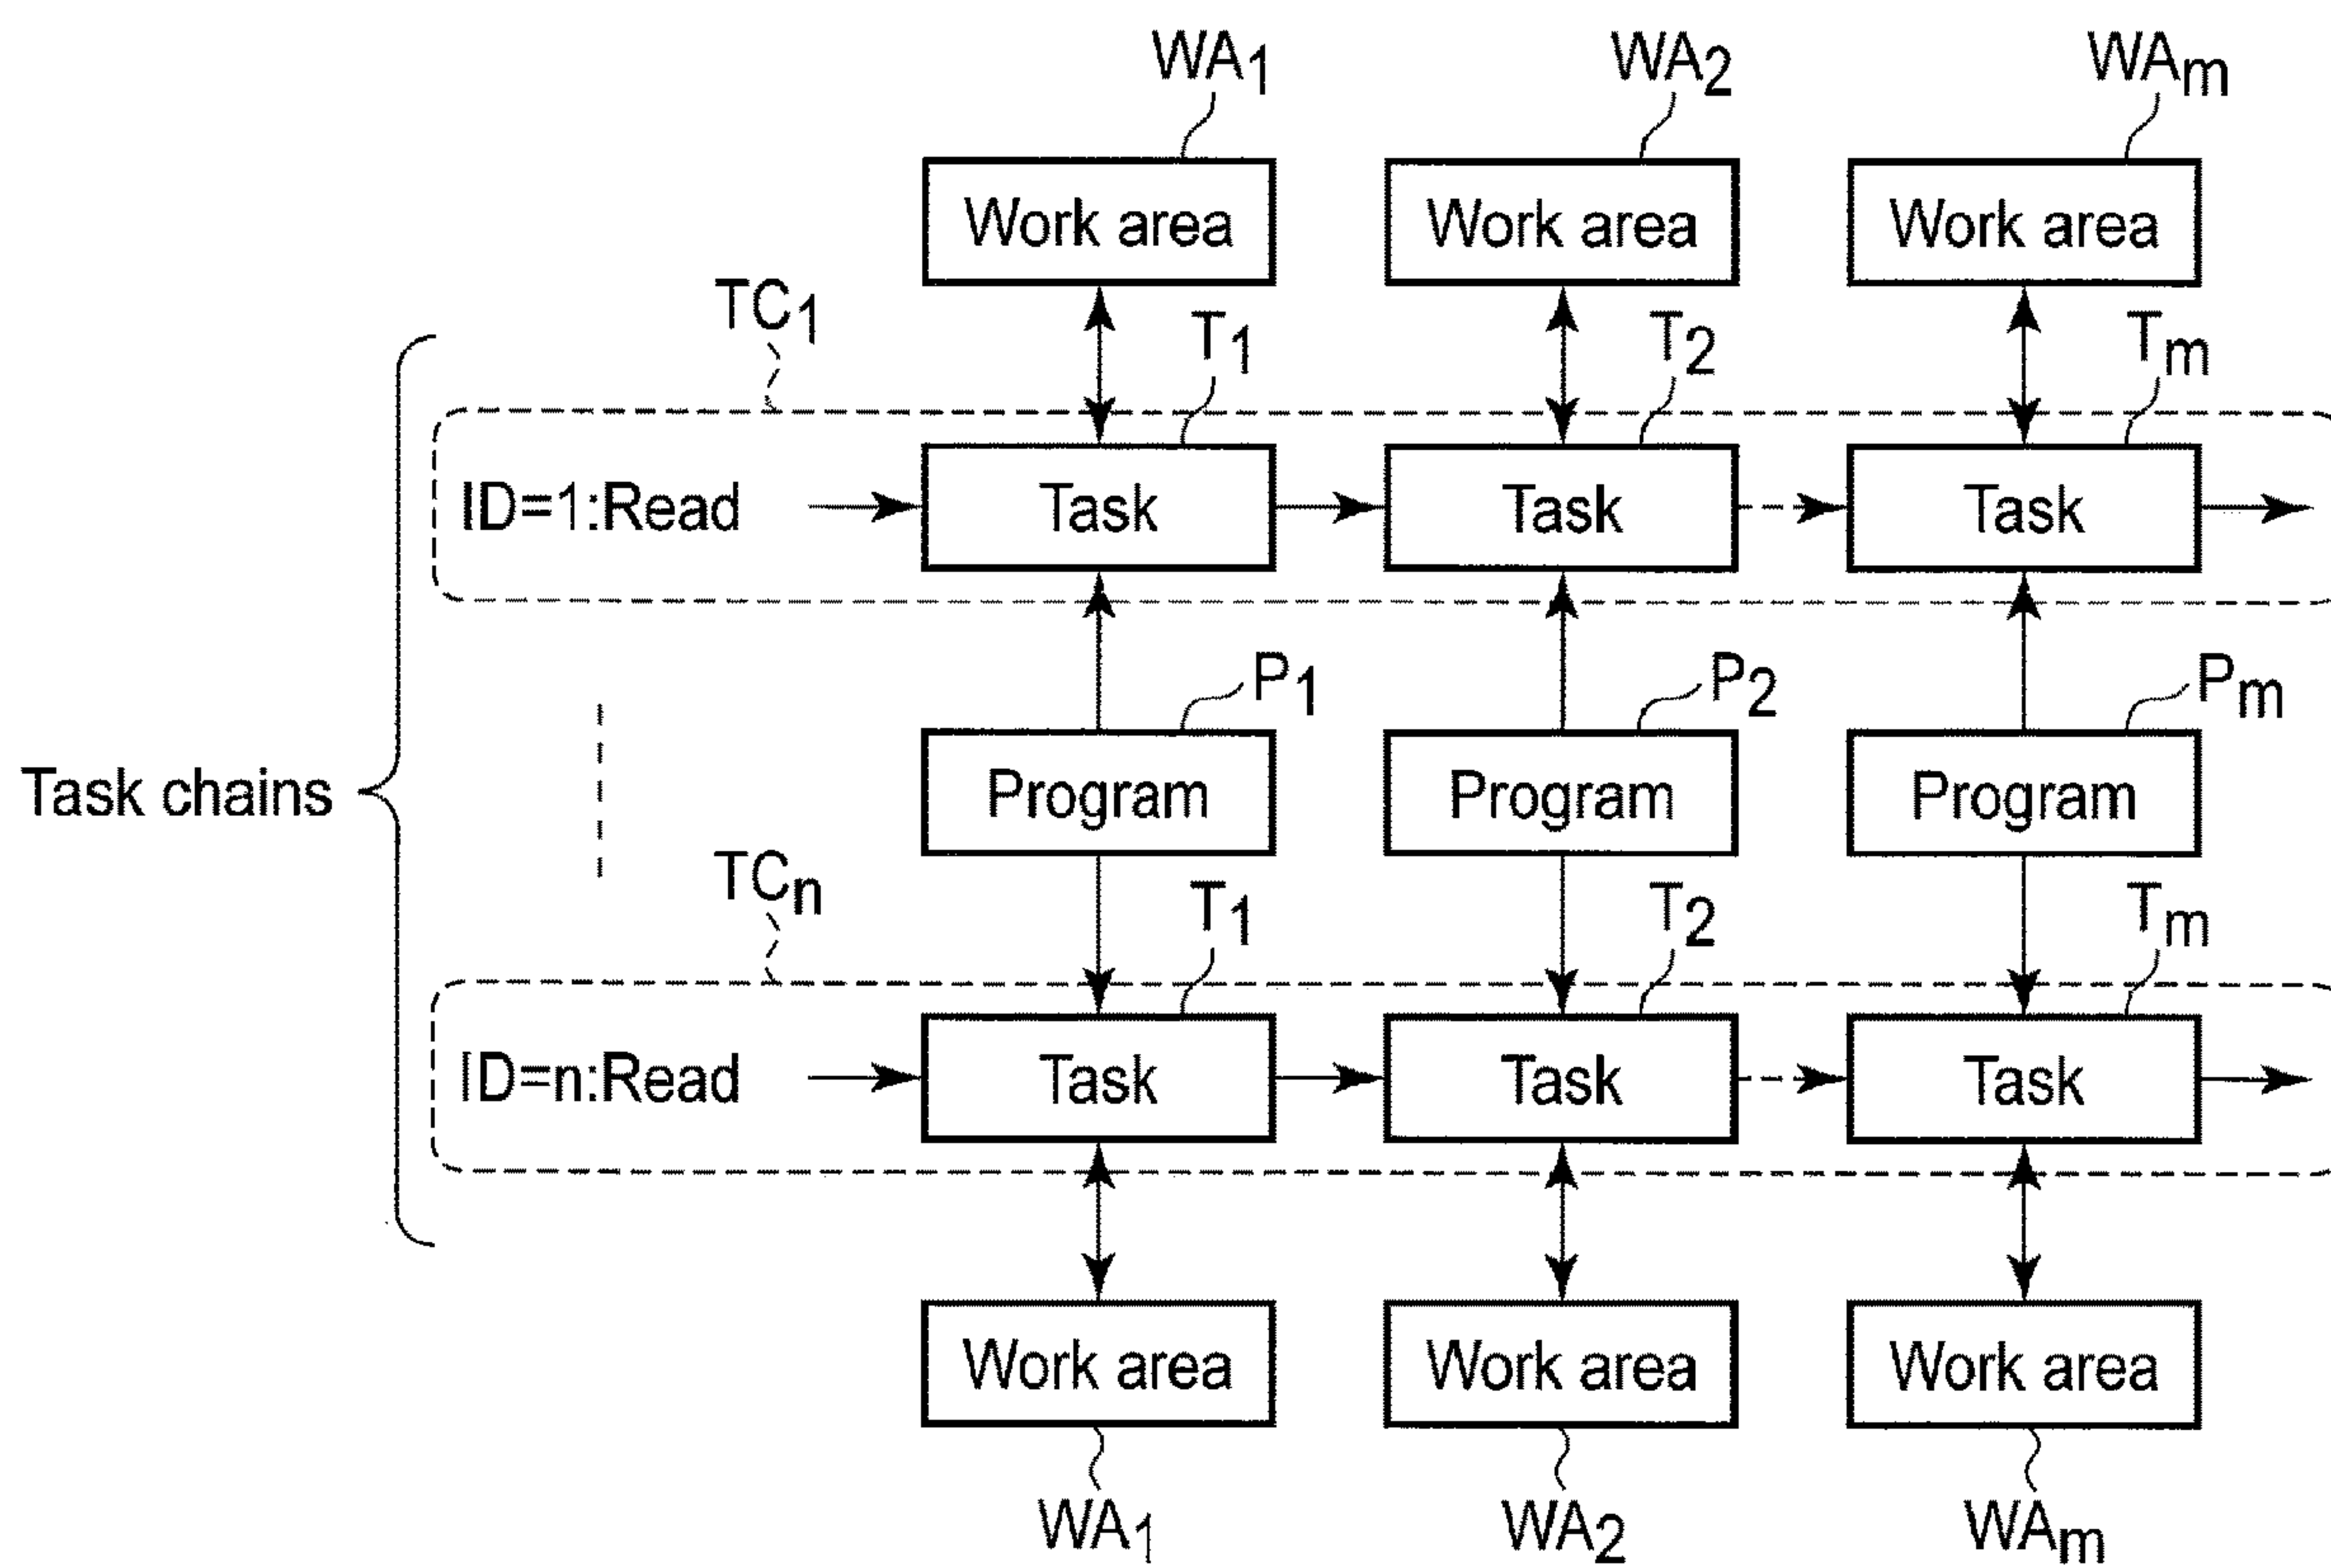 WA1 WA2 WAm
Work area Work area Work area
TC1 T1 T2 Tm
ID=1:Read Task Task Task
P1 P2 Pm
Task chains Program Program Program
TCn T1 T2 Tm
ID=n:Read Task Task Task
Work area Work area Work area
WA1 WA2 WAm